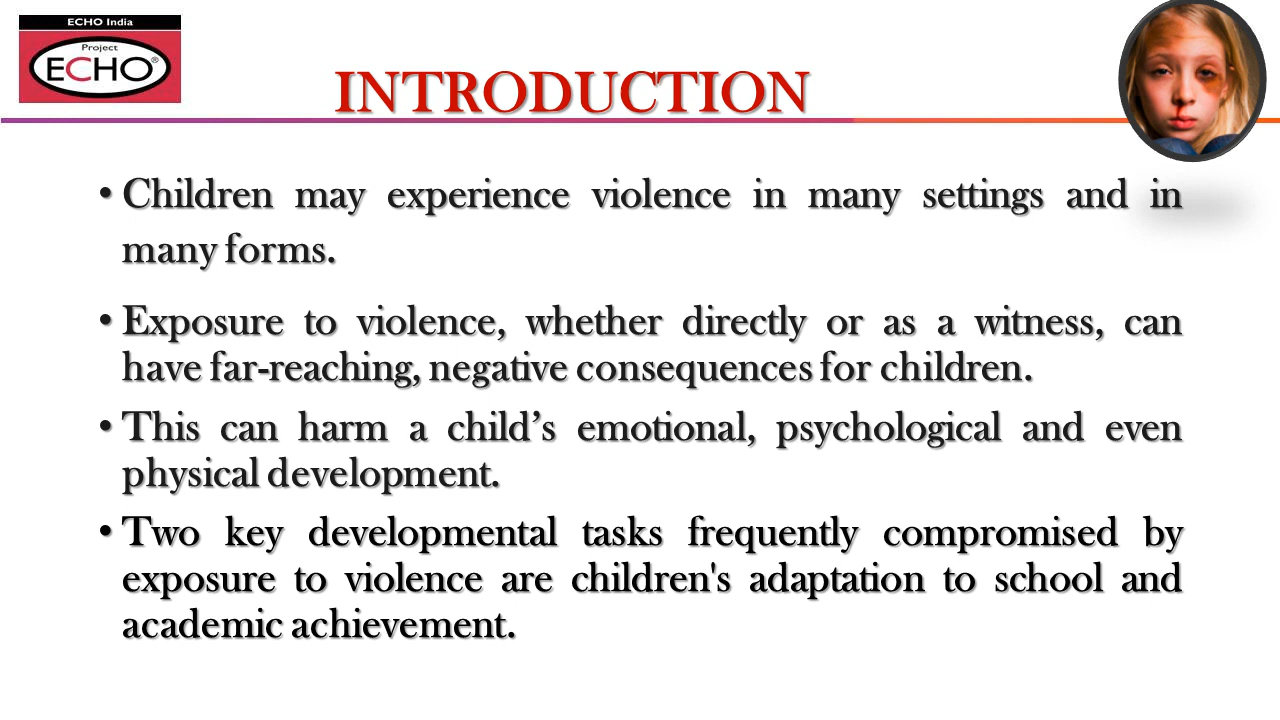 ECHO India
Project
ECHO®
INTRODUCTION
• Children may experience violence in many settings and in
many forms.
• Exposure to violence, whether directly or as a witness, can
have far-reaching, negative consequences for children.
• This can harm a child’s emotional, psychological and even
physical development.
• Two key developmental tasks frequently compromised by
exposure to violence are children's adaptation to school and
academic achievement.